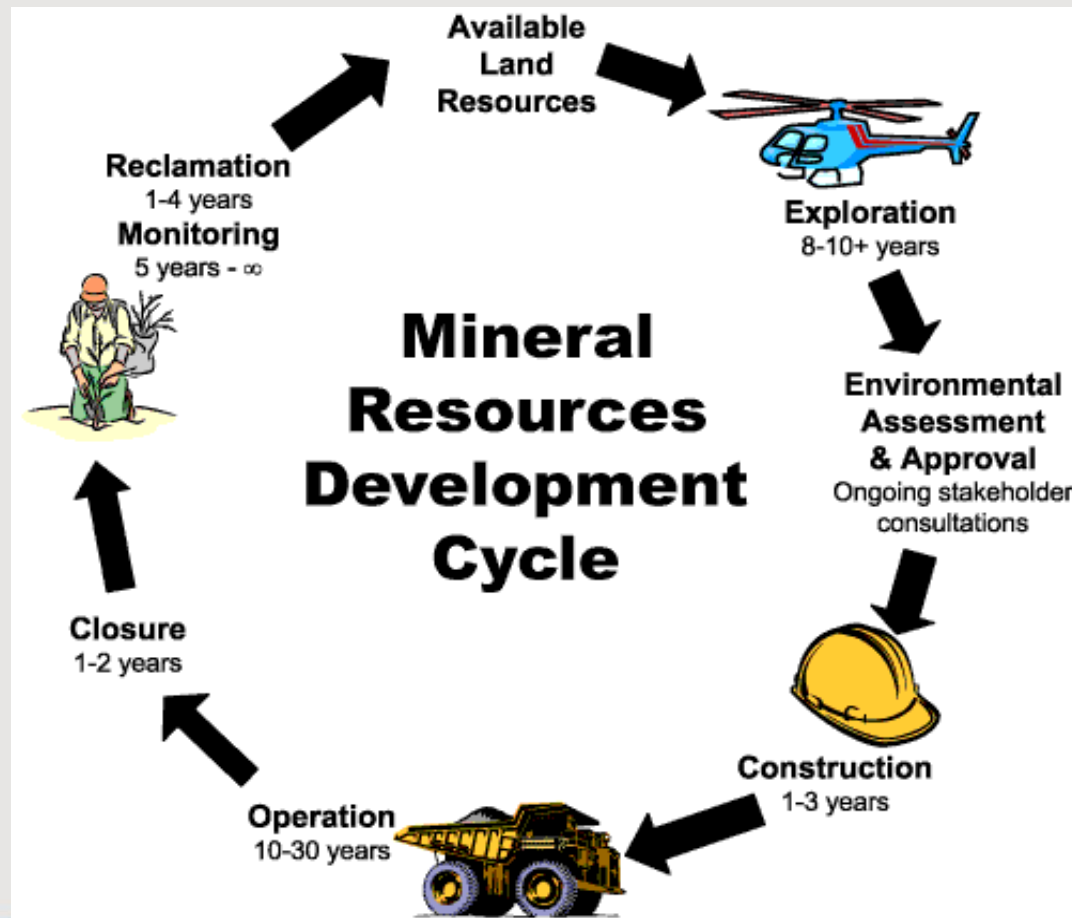 Mineral
Resources
Development
Cycle
Available
Land
Resources
Exploration
8-10+ years
Environmental
Assessment
& Approval
Ongoing stakeholder
consultations
Construction
1-3 years
Operation
10-30 years
Closure
1-2 years
Reclamation
1-4 years
Monitoring
5 years - ∞